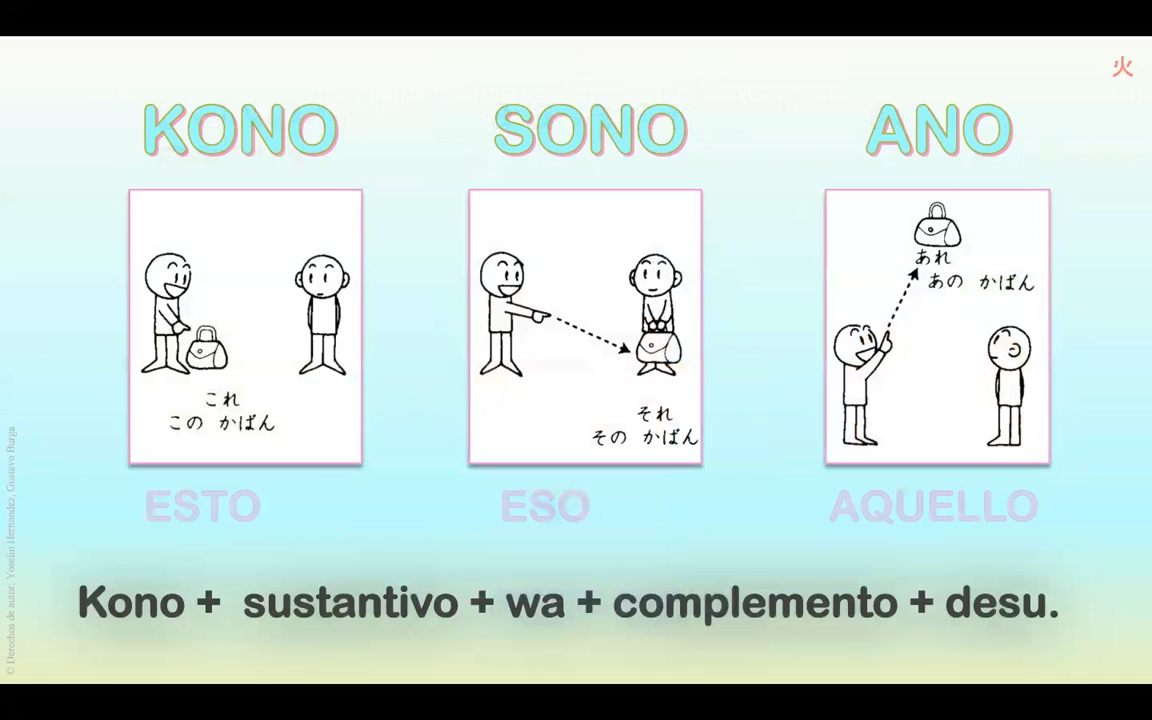 火
KONO
SONO
ANO
これ
この かばん
それ
その かばん
あれ
あの かばん
ESTO
ESO
AQUELLO
Kono + sustantivo + wa + complemento + desu.
© Derechos de autor: Yoselin Hernandez, Gustavo Burga